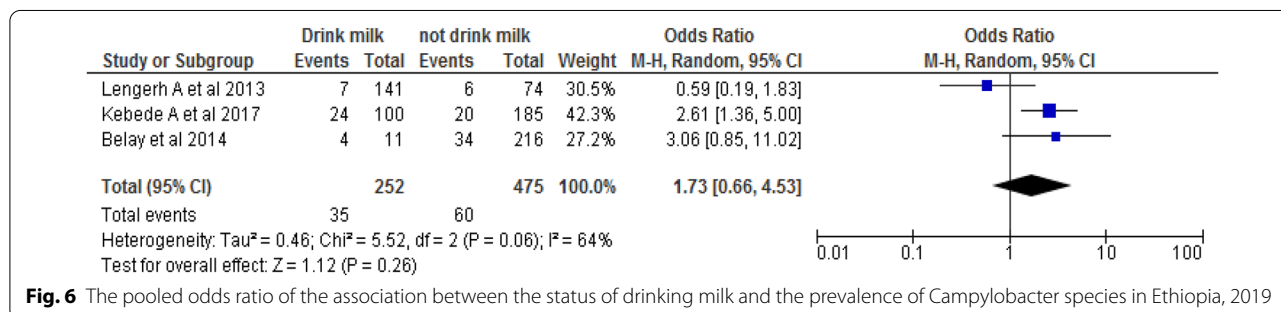 Drink milk not drink milk Odds Ratio Odds Ratio
Study or Subgroup Events Total Events Total Weight M-H, Random, 95% CI M-H, Random, 95% CI
Lengerh A et al 2013 7 141 6 74 30.5% 0.59 [0.19, 1.83]
Kebede A et al 2017 24 100 20 185 42.3% 2.61 [1.36, 5.00]
Belay et al 2014 4 11 34 216 27.2% 3.06 [0.85, 11.02]
Total (95% CI) 252 475 100.0% 1.73 [0.66, 4.53]
Total events 35 60
Heterogeneity: Tau² = 0.46; Chi² = 5.52, df = 2 (P = 0.06); I² = 64%
Test for overall effect: Z = 1.12 (P = 0.26)
0.01 0.1 1 10 100
Fig. 6 The pooled odds ratio of the association between the status of drinking milk and the prevalence of Campylobacter species in Ethiopia, 2019